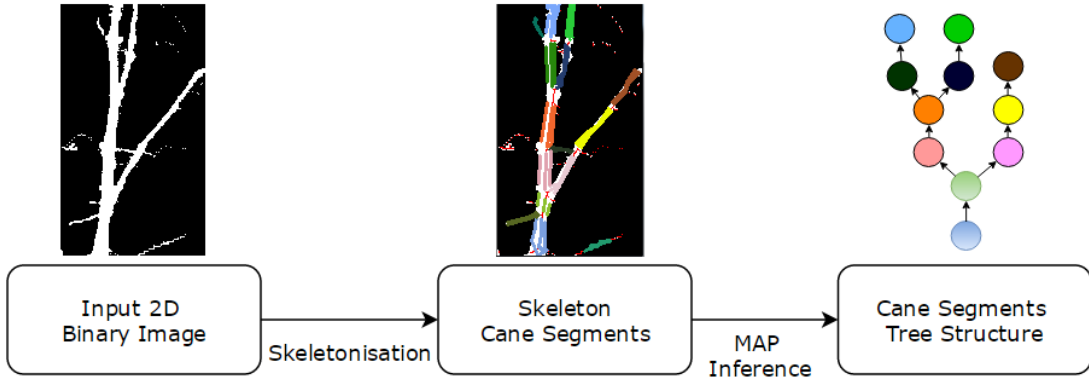 Input 2D
Binary Image
Skeletonisation
Skeleton
Cane Segments
MAP
Inference
Cane Segments
Tree Structure